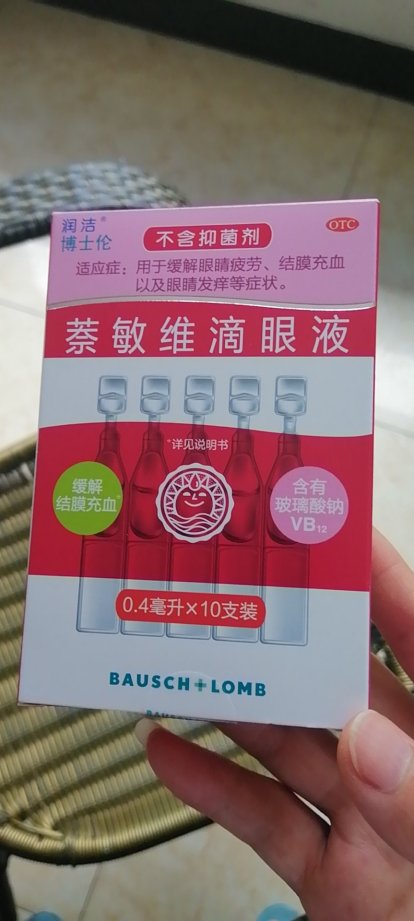 润洁®
博士伦
不含抑菌剂
OTC
适应症：用于缓解眼睛疲劳、结膜充血
以及眼睛发痒等症状。
萘敏维滴眼液
*详见说明书
缓解
结膜充血*
含有
玻璃酸钠
VB12
0.4毫升×10支装
BAUSCH+LOMB